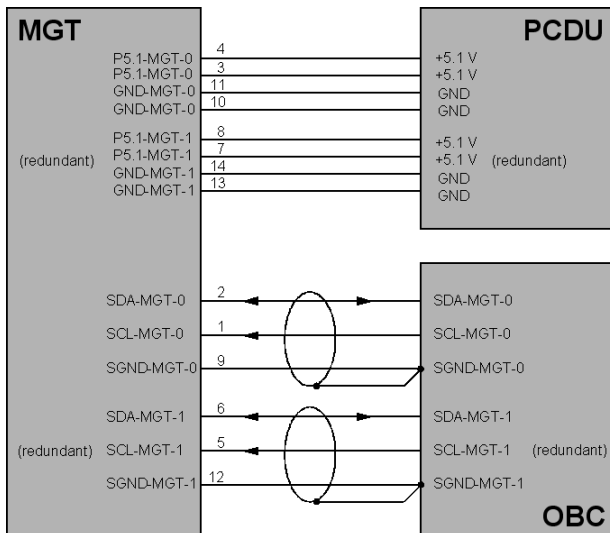 MGT PCDU
P5.1-MGT-0 4 +5.1 V
P5.1-MGT-0 3 +5.1 V
GND-MGT-0 11 GND
GND-MGT-0 10 GND
P5.1-MGT-1 8 +5.1 V
(redundant) P5.1-MGT-1 7 +5.1 V (redundant)
GND-MGT-1 14 GND
GND-MGT-1 13 GND
SDA-MGT-0 2 SDA-MGT-0
SCL-MGT-0 1 SCL-MGT-0
SGND-MGT-0 9 SGND-MGT-0
SDA-MGT-1 6 SDA-MGT-1
(redundant) SCL-MGT-1 5 SCL-MGT-1 (redundant)
SGND-MGT-1 12 SGND-MGT-1
OBC